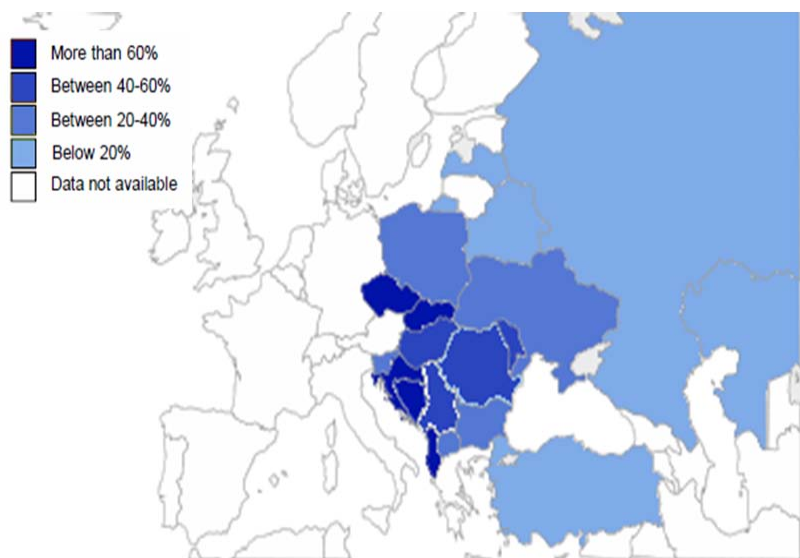 More than 60%
Between 40-60%
Between 20-40%
Below 20%
Data not available